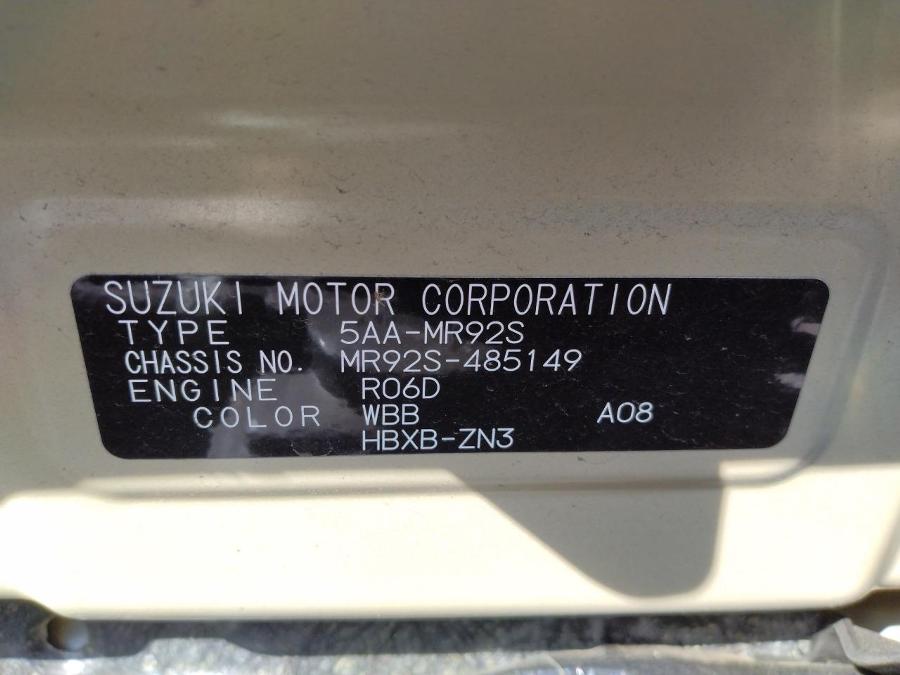 SUZUKI MOTOR CORPORATION
TYPE 5AA-MR92S
CHASSIS NO. MR92S-485149
ENGINE R06D
COLOR WBB A08
HBXB-ZN3